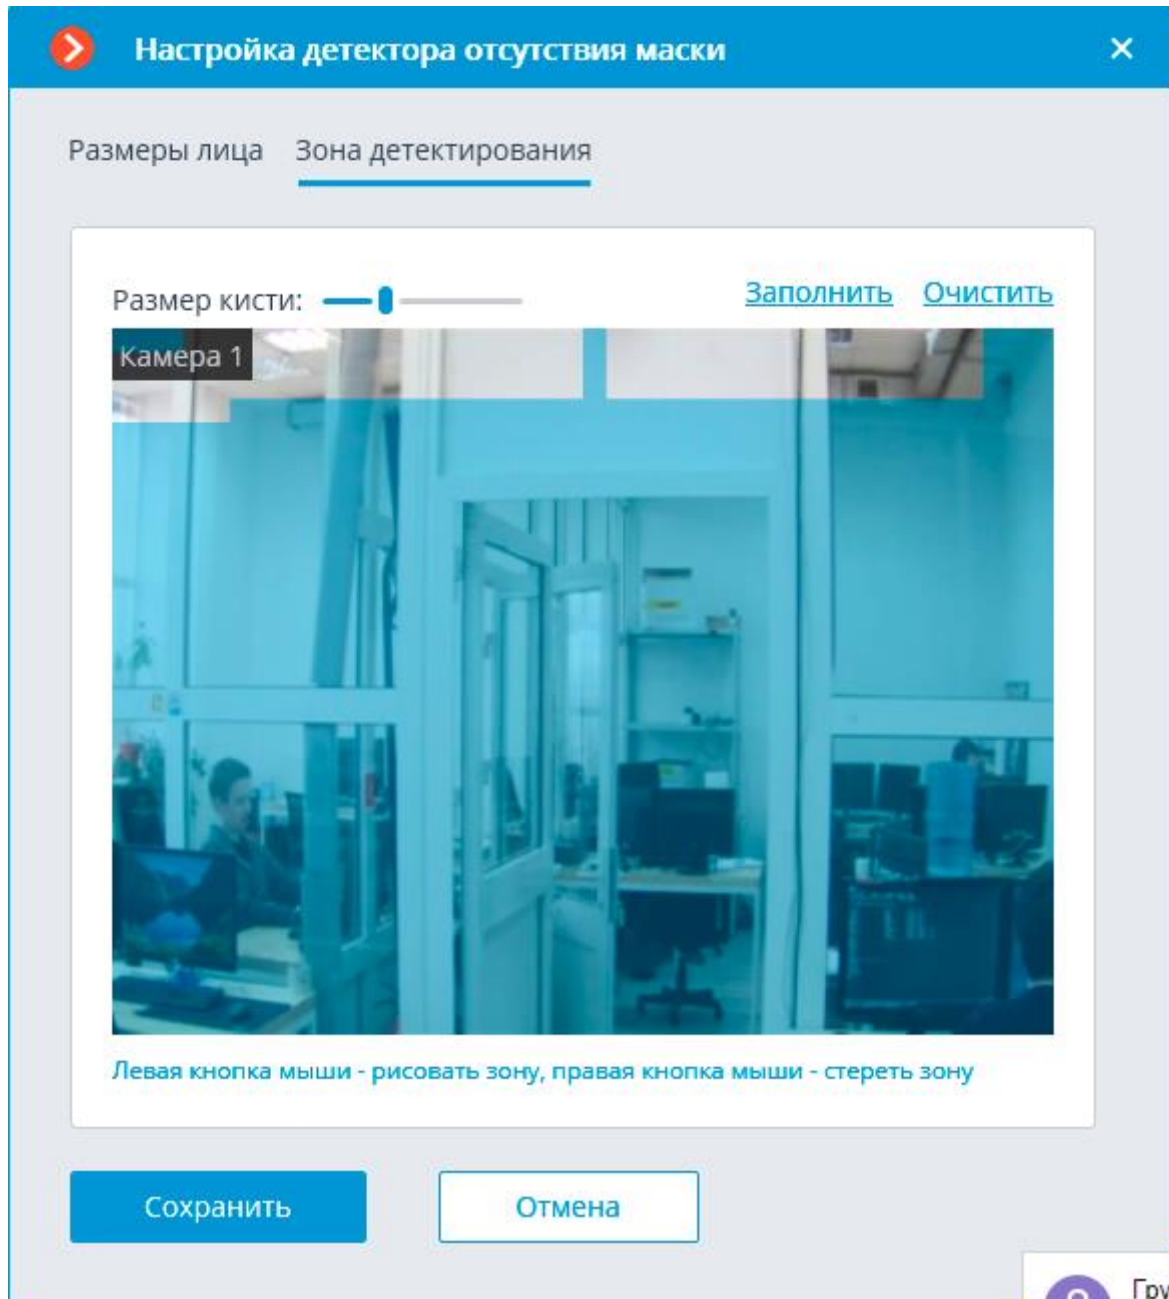 Настройка детектора отсутствия маски
Размеры лица Зона детектирования
Размер кисти: Заполнить Очистить
Камера 1
Левая кнопка мыши - рисовать зону, правая кнопка мыши - стереть зону
Сохранить Отмена